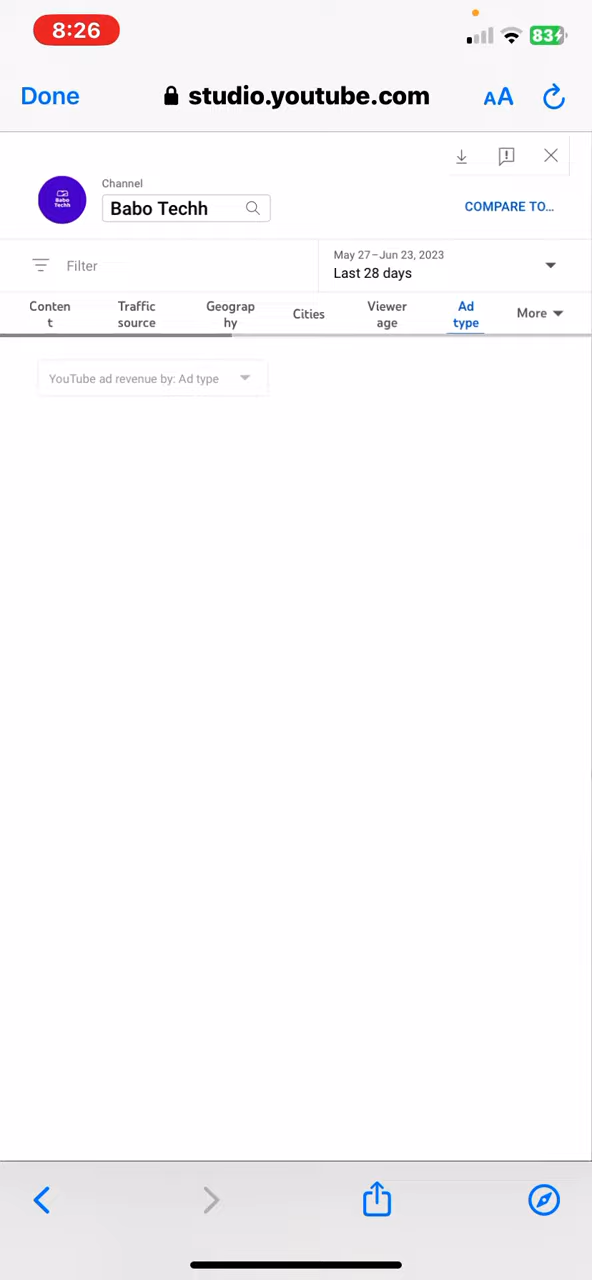 8:26
83
Done
studio.youtube.com
AA
Babo
Techh
Channel
Babo Techh
COMPARE TO...
Filter
May 27–Jun 23, 2023
Last 28 days
Conten
t
Traffic
source
Geograp
hy
Cities
Viewer
age
Ad
type
More
YouTube ad revenue by: Ad type